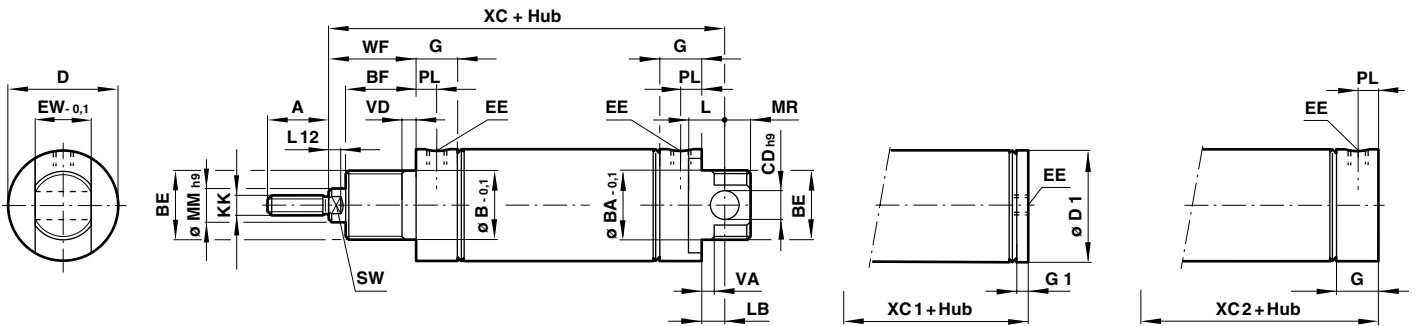 XC + Hub
WF
G
G
D
BF
PL
PL
PL
EW - 0,1
A
VD
EE
EE
L
MR
EE
L 12
CD h9
BE
ø MM h9
KK
ø B - 0,1
ø BA - 0,1
BE
EE
ø D 1
SW
VA
G 1
G
LB
XC 1 + Hub
XC 2 + Hub